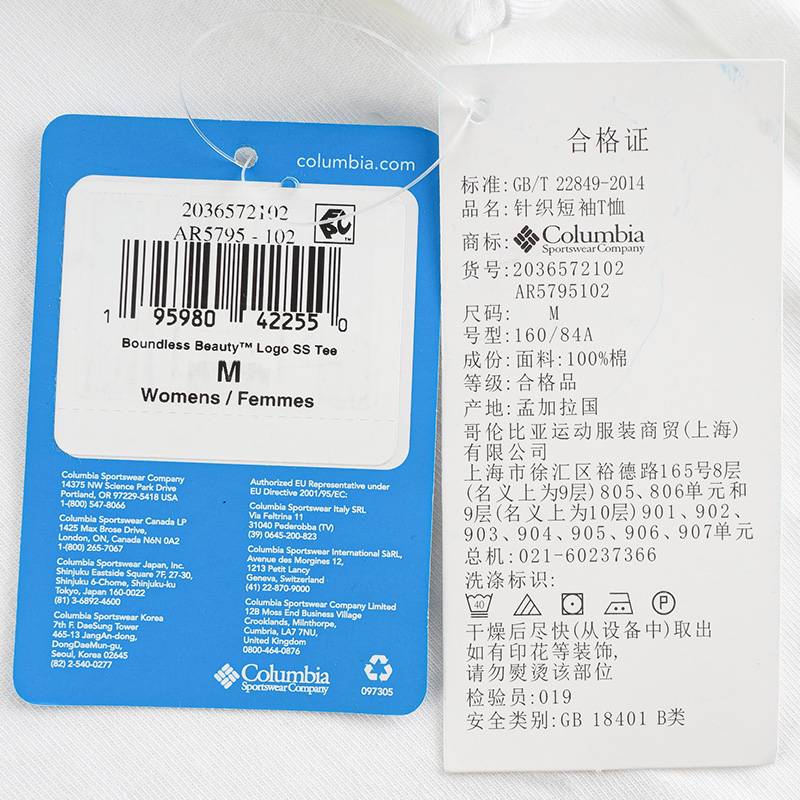 columbia.com
2036572102
AR5795 - 102
1 95980 42255 0
Boundless Beauty™ Logo SS Tee
M
Womens / Femmes
Columbia Sportswear Company
14375 NW Science Park Drive
Portland, OR 97229-5418 USA
1-(800) 547-8066
Columbia Sportswear Canada LP
1425 Max Brose Drive,
London, ON, Canada N6N 0A2
1-(800) 265-7067
Columbia Sportswear Japan, Inc.
Shinjuku Eastside Square 7F, 27-30,
Shinjuku 6-Chome, Shinjuku-ku
Tokyo, Japan 160-0022
(81) 3-6892-4600
Columbia Sportswear Korea
7th F. DaeSung Tower
465-13 JangAn-dong,
DongDaeMun-gu,
Seoul, Korea 02645
(82) 2-540-0277
Authorized EU Representative under
EU Directive 2001/95/EC:
Columbia Sportswear Italy SRL
Via Feltrina 11
31040 Pederobba (TV)
(39) 0645-200-823
Columbia Sportswear International SàRL,
Avenue des Morgines 12,
1213 Petit Lancy
Geneva, Switzerland
(41) 22-870-9000
Columbia Sportswear Company Limited
12B Moss End Business Village
Crooklands, Milnthorpe,
Cumbria, LA7 7NU,
United Kingdom
0800-464-0876
Columbia
Sportswear Company
097305
合格证
标准:GB/T 22849-2014
品名:针织短袖T恤
商标:Columbia
Sportswear Company
货号:2036572102
AR5795102
尺码: M
号型:160/84A
成份:面料:100%棉
等级:合格品
产地:孟加拉国
哥伦比亚运动服装商贸(上海)
有限公司
上海市徐汇区裕德路165号8层
(名义上为9层)805、806单元和
9层(名义上为10层)901、902、
903、904、905、906、907单元
总机:021-60237366
洗涤标识:
40 P
干燥后尽快(从设备中)取出
如有印花等装饰,
请勿熨烫该部位
检验员:019
安全类别:GB 18401 B类